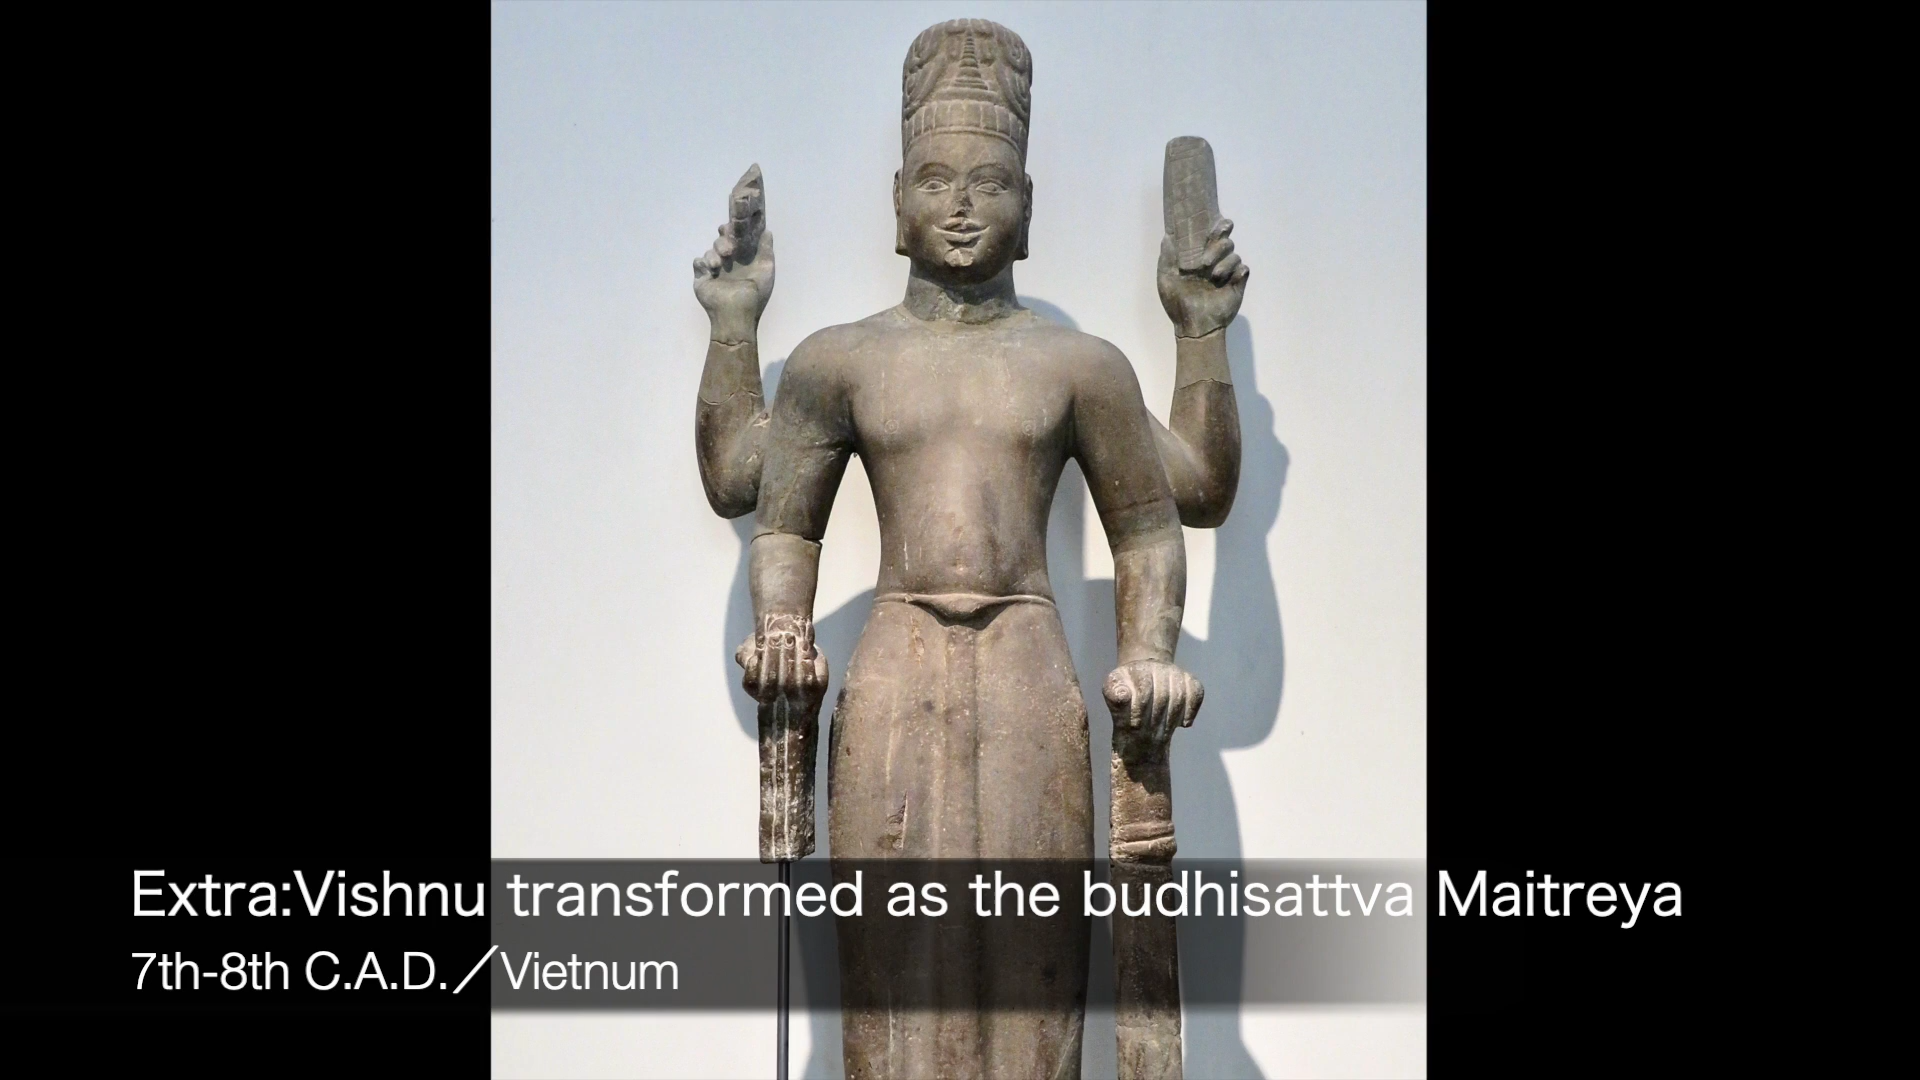 Extra:Vishnu transformed as the budhisattva Maitreya
7th-8th C.A.D.／Vietnum